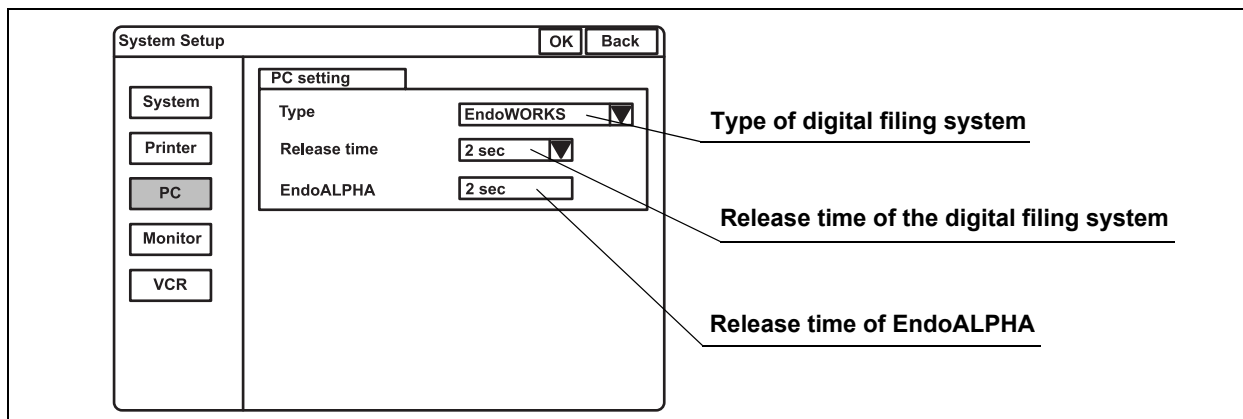 System Setup OK Back
PC setting
System
Type EndoWORKS
Type of digital filing system
Printer
Release time 2 sec
PC
EndoALPHA 2 sec
Release time of the digital filing system
Monitor
VCR
Release time of EndoALPHA